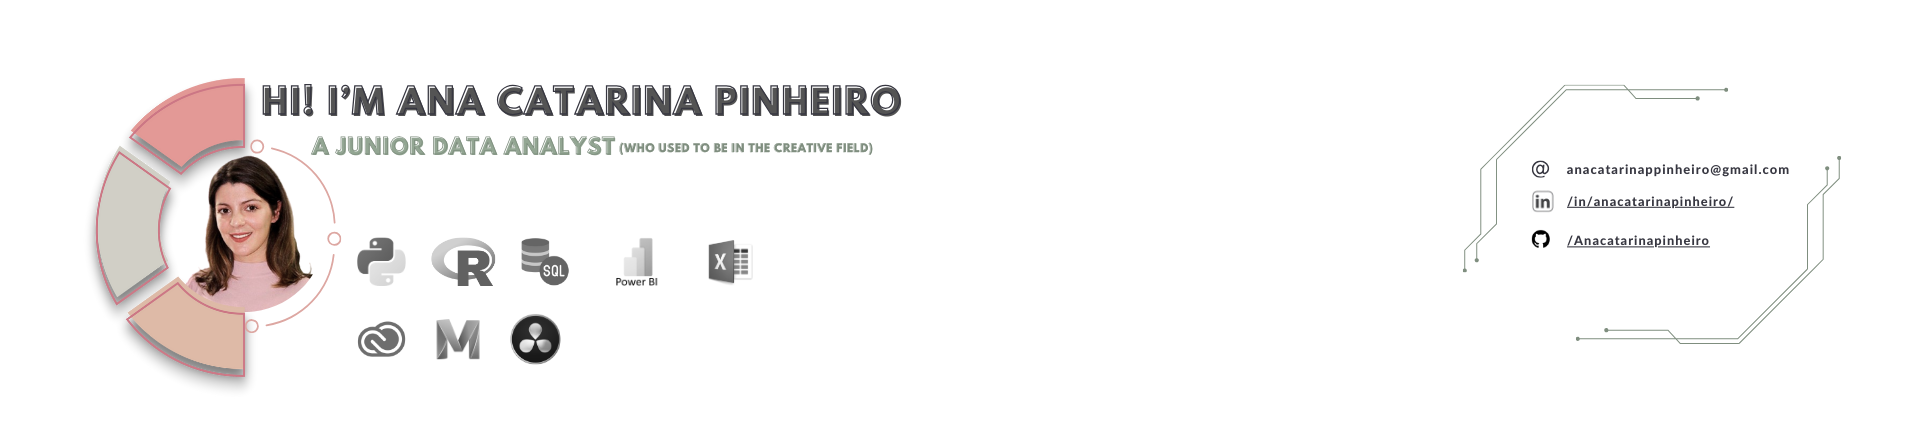 HI! I'M ANA CATARINA PINHEIRO
A JUNIOR DATA ANALYST (WHO USED TO BE IN THE CREATIVE FIELD)
R
SQL
Power BI
X
M
@ anacatarinappinheiro@gmail.com
in /in/anacatarinapinheiro/
/Anacatarinapinheiro